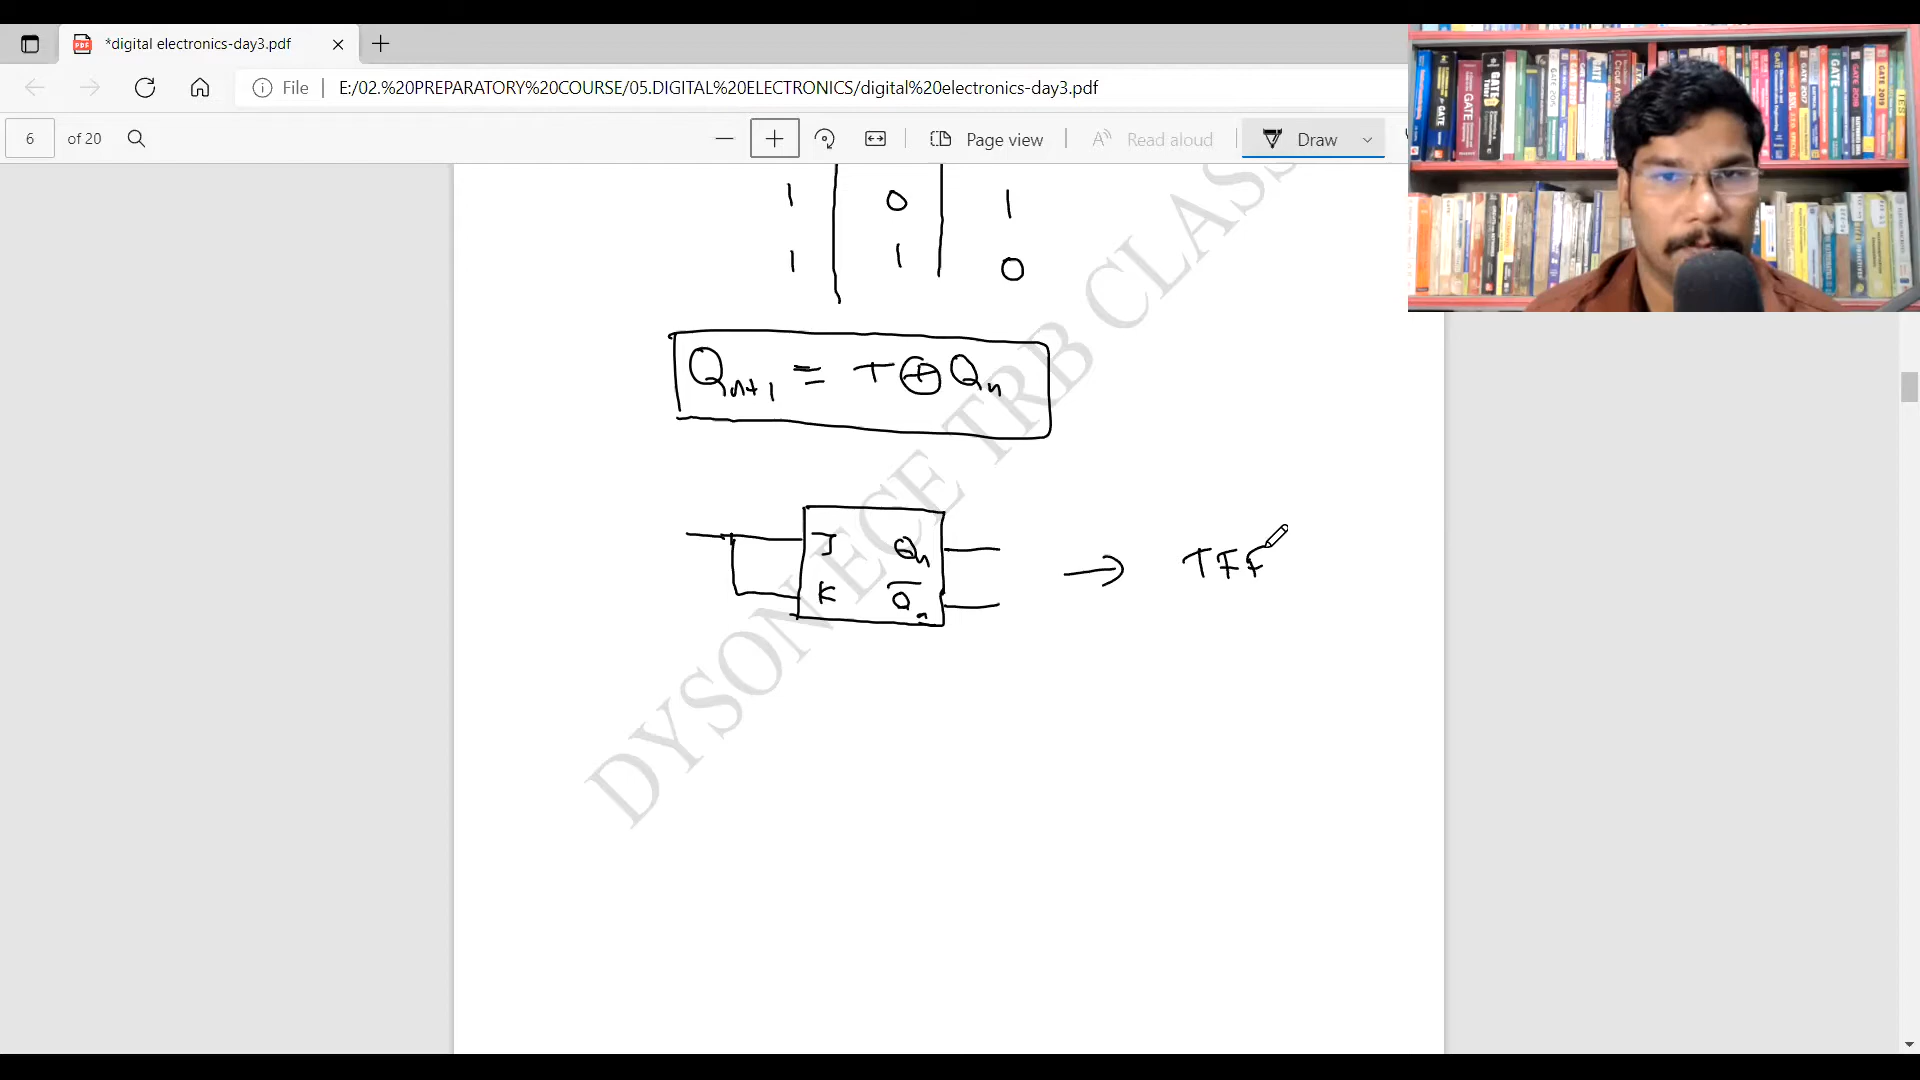 *digital electronics-day3.pdf
File
E:/02.%20PREPARATORY%20COURSE/05.DIGITAL%20ELECTRONICS/digital%20electronics-day3.pdf
6 of 20
Page view
Read aloud
Draw
1 0 1
1 1 0
Qn+1 = T⊕Qn
J Qn
K Q̅n
→ TFF
DYSON ECE TRB CLASS